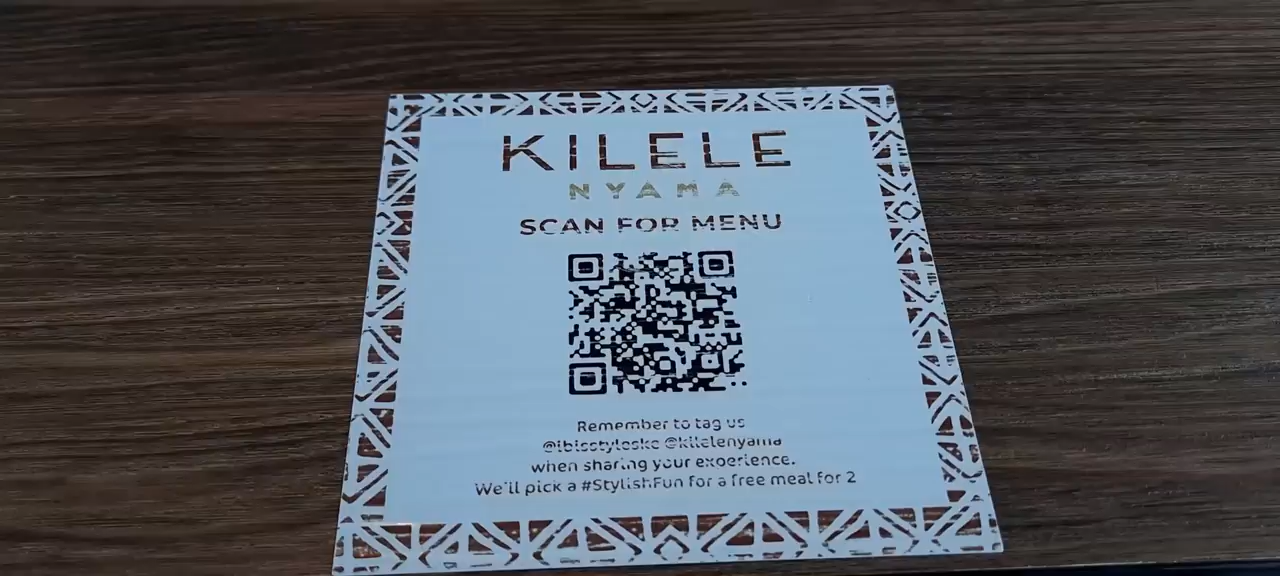 KILELE
NYAMA
SCAN FOR MENU
Remember to tag us
@ibisstyleske @kilelenyama
when sharing your experience.
We'll pick a #StylishFun for a free meal for 2